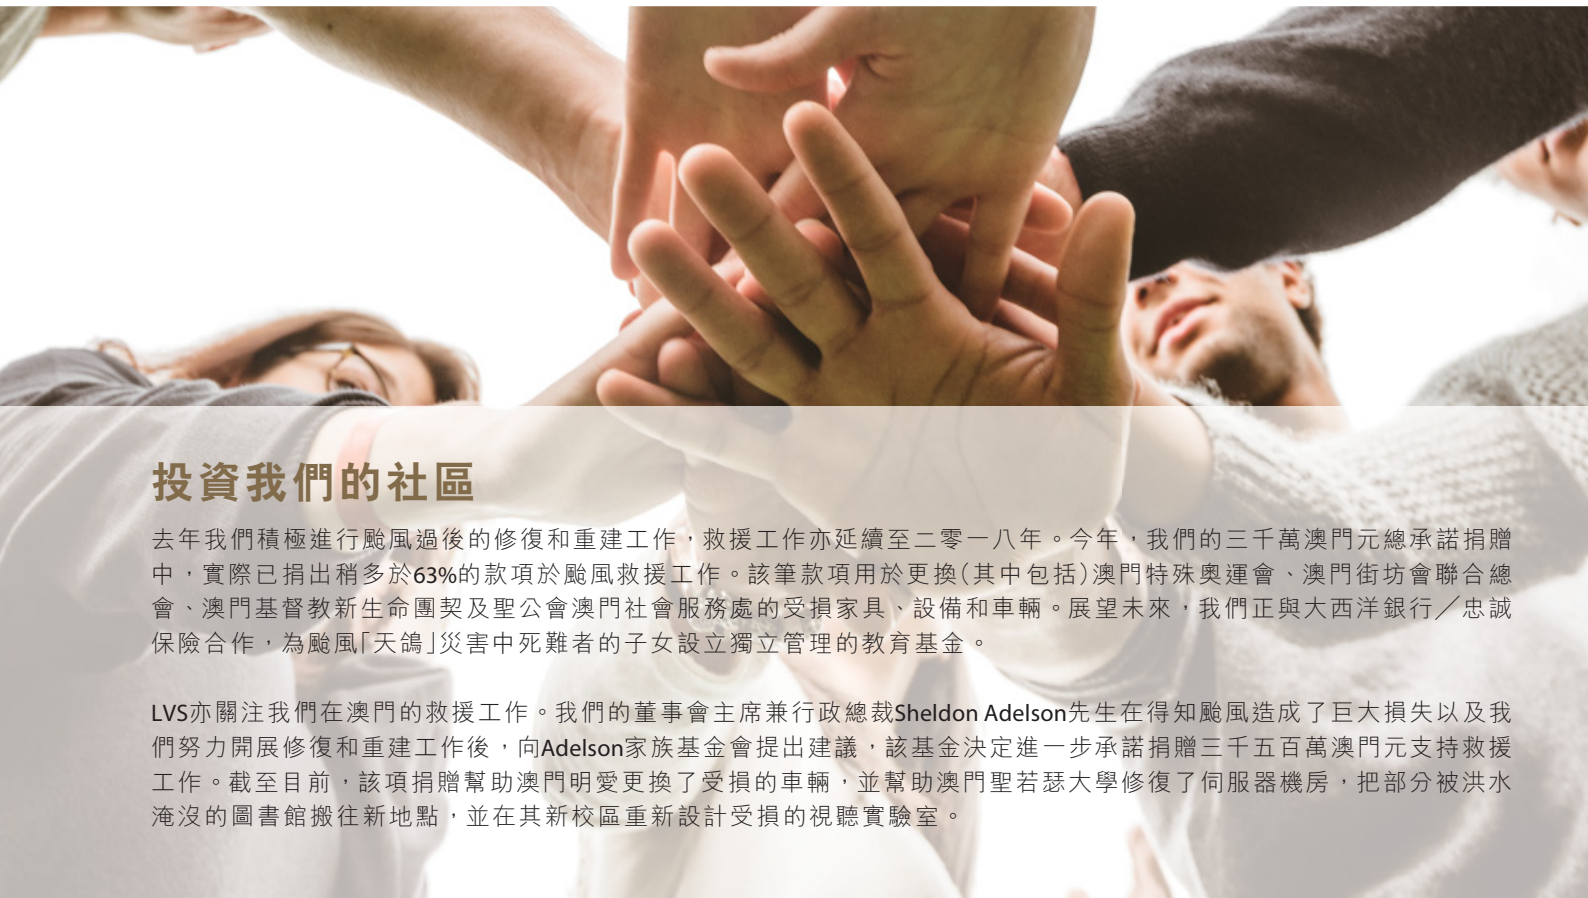 投資我們的社區
去年我們積極進行颱風過後的修復和重建工作，救援工作亦延續至二零一八年。今年，我們的三千萬澳門元總承諾捐贈
中，實際已捐出稍多於63%的款項於颱風救援工作。該筆款項用於更換（其中包括）澳門特殊奧運會、澳門街坊會聯合總
會、澳門基督教新生命團契及聖公會澳門社會服務處的受損家具、設備和車輛。展望未來，我們正與大西洋銀行／忠誠
保險合作，為颱風「天鴿」災害中死難者的子女設立獨立管理的教育基金。
LVS亦關注我們在澳門的救援工作。我們的董事會主席兼行政總裁Sheldon Adelson先生在得知颱風造成了巨大損失以及我
們努力開展修復和重建工作後，向Adelson家族基金會提出建議，該基金決定進一步承諾捐贈三千五百萬澳門元支持救援
工作。截至目前，該項捐贈幫助澳門明愛更換了受損的車輛，並幫助澳門聖若瑟大學修復了伺服器機房，把部分被洪水
淹沒的圖書館搬往新地點，並在其新校區重新設計受損的視聽實驗室。